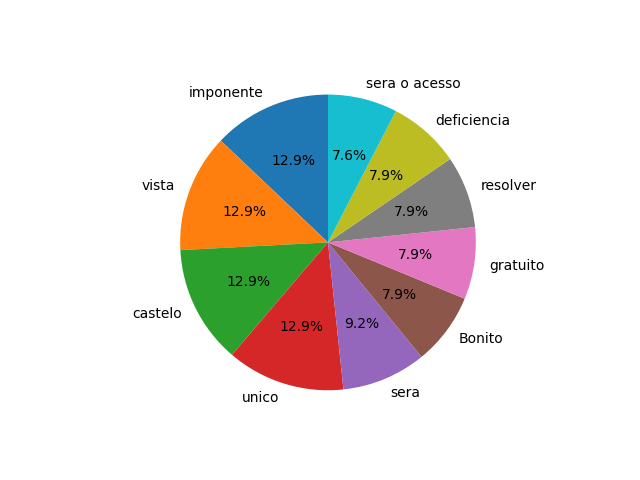 sera o acesso
imponente
deficiencia
7.6%
12.9%
7.9%
vista
resolver
12.9%
7.9%
gratuito
7.9%
12.9%
7.9%
castelo
9.2%
12.9%
Bonito
sera
unico